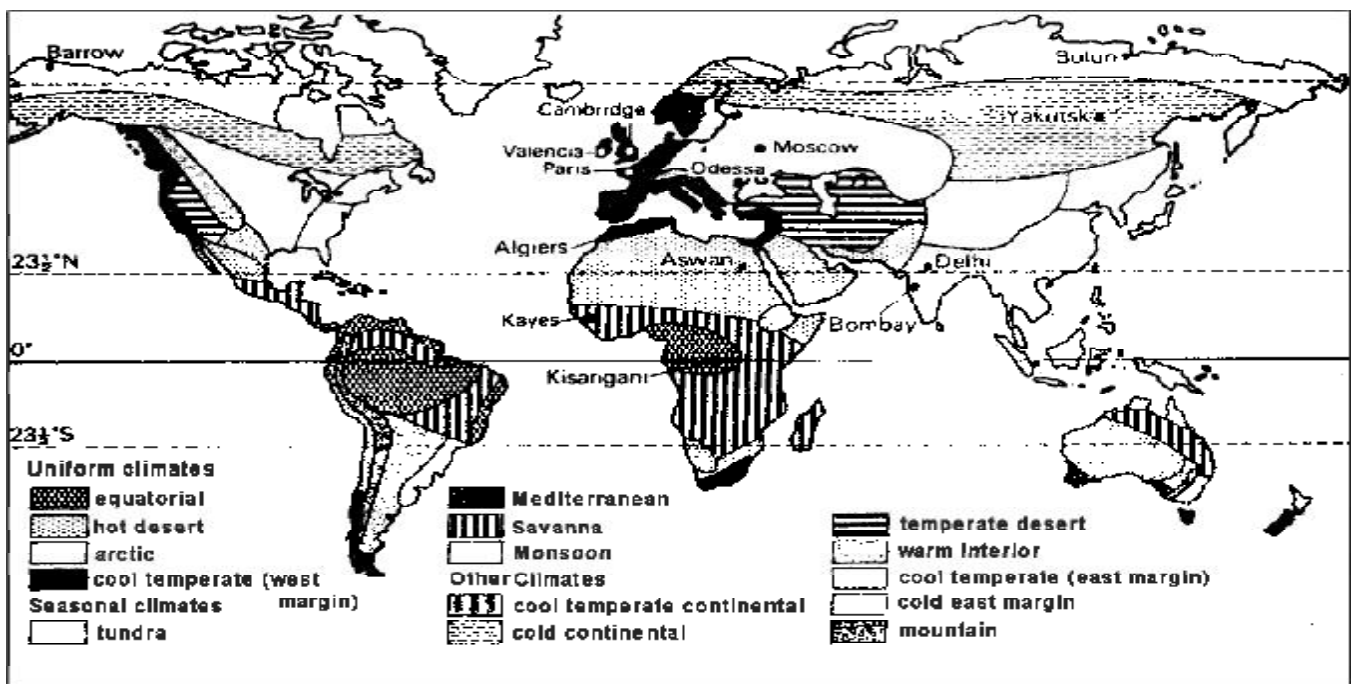 Barrow
Bulun
Cambridge
Yakutsk
Valencia
Moscow
Paris
Odessa
Algiers
23½°N
Aswan
Delhi
Kayes
Bombay
0°
Kisangani
23½°S
Uniform climates
equatorial
hot desert
arctic
cool temperate (west
margin)
Seasonal climates
tundra
Mediterranean
Savanna
Monsoon
Other Climates
cool temperate continental
cold continental
temperate desert
warm interior
cool temperate (east margin)
cold east margin
mountain